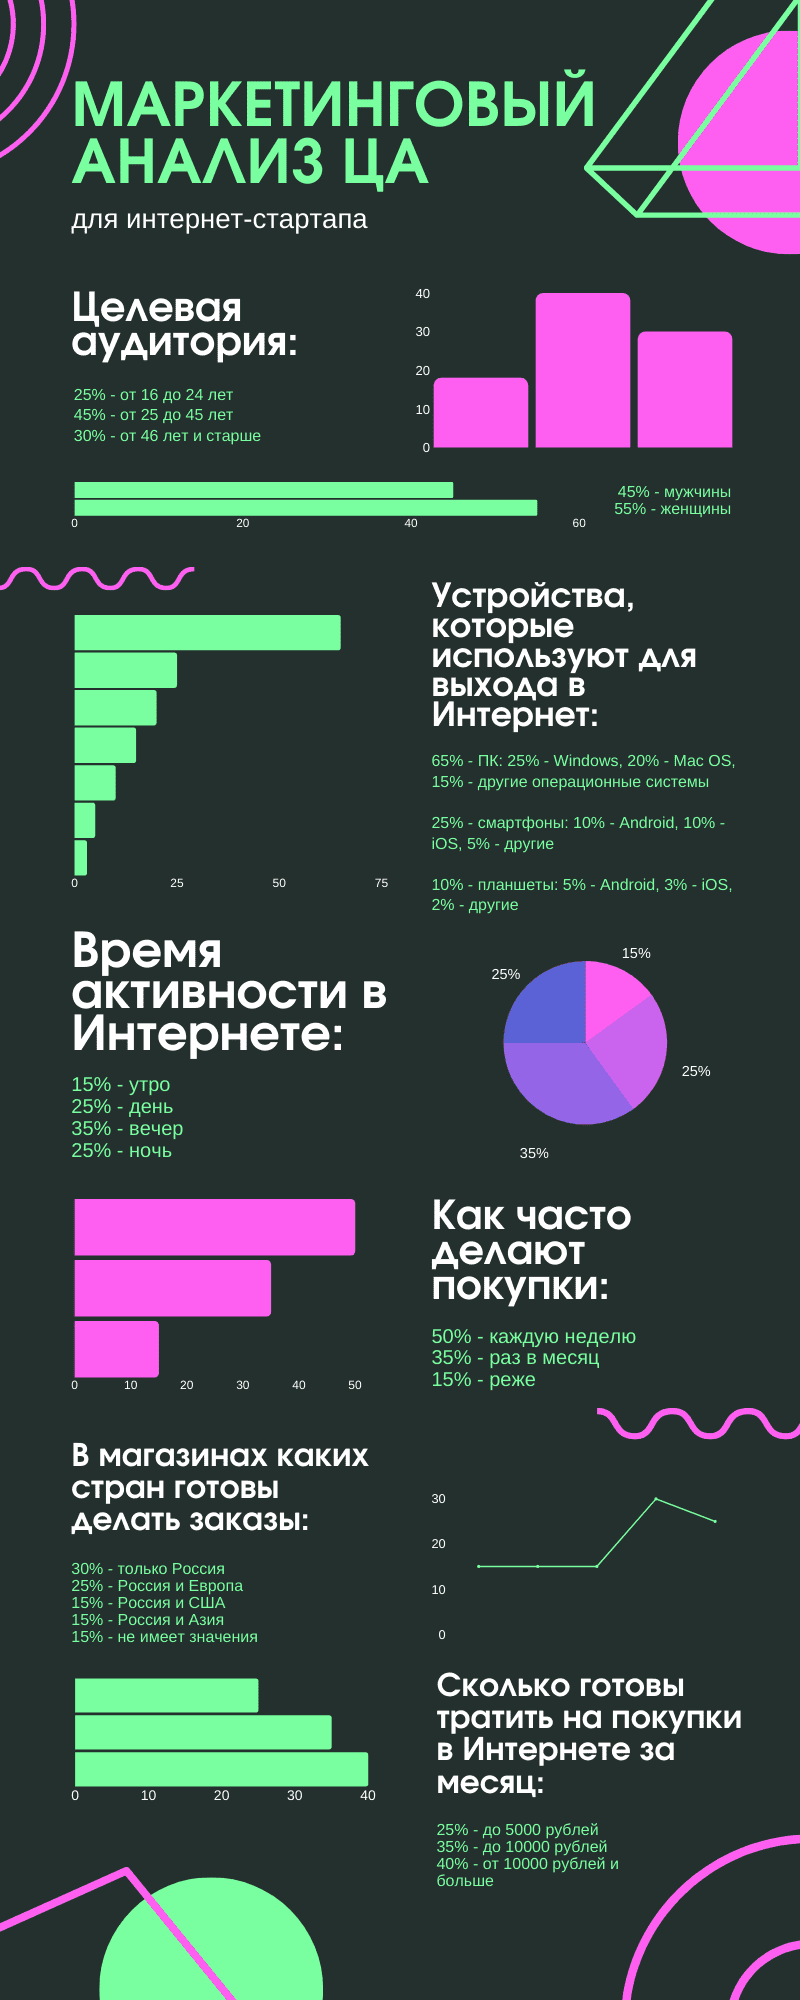 МАРКЕТИНГОВЫЙ
АНАЛИЗ ЦА
для интернет-стартапа
Целевая
аудитория:
25% - от 16 до 24 лет
45% - от 25 до 45 лет
30% - от 46 лет и старше
40
30
20
10
0
45% - мужчины
55% - женщины
0 20 40 60
Устройства,
которые
используют для
выхода в
Интернет:
65% - ПК: 25% - Windows, 20% - Mac OS,
15% - другие операционные системы
25% - смартфоны: 10% - Android, 10% -
iOS, 5% - другие
10% - планшеты: 5% - Android, 3% - iOS,
2% - другие
0 25 50 75
Время
активности в
Интернете:
15% - утро
25% - день
35% - вечер
25% - ночь
15%
25%
25%
35%
Как часто
делают
покупки:
50% - каждую неделю
35% - раз в месяц
15% - реже
0 10 20 30 40 50
В магазинах каких
стран готовы
делать заказы:
30% - только Россия
25% - Россия и Европа
15% - Россия и США
15% - Россия и Азия
15% - не имеет значения
30
20
10
0
Сколько готовы
тратить на покупки
в Интернете за
месяц:
25% - до 5000 рублей
35% - до 10000 рублей
40% - от 10000 рублей и
больше
0 10 20 30 40